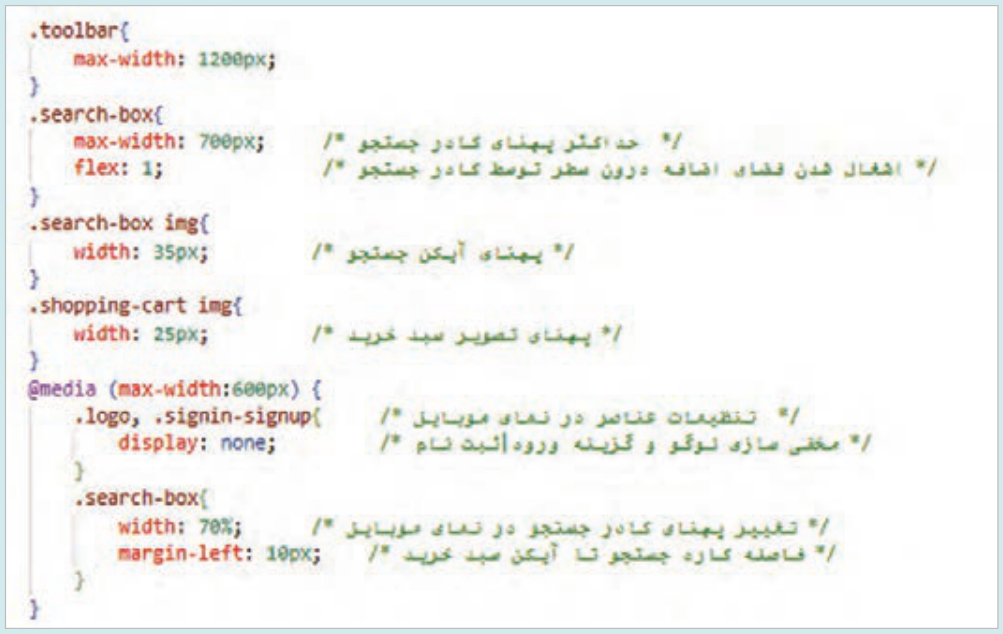 .toolbar{
max-width: 1200px;
}
.search-box{
max-width: 700px; /* حداکثر پهنای کادر جستجو */
flex: 1; /* اشغال شدن فضای اضافه درون سطر توسط کادر جستجو */
}
.search-box img{
width: 35px; /* پهنای آیکن جستجو */
}
.shopping-cart img{
width: 25px; /* پهنای تصویر سبد خرید */
}
@media (max-width:600px) {
.logo, .signin-signup{ /* تنظیمات عناصر در نمای موبایل */
display: none; /* مخفی سازی لوگو و گزینه ورود|ثبت نام */
}
.search-box{
width: 70%; /* تغییر پهنای کادر جستجو در نمای موبایل */
margin-left: 10px; /* فاصله کاره جستجو تا آیکن سبد خرید */
}
}